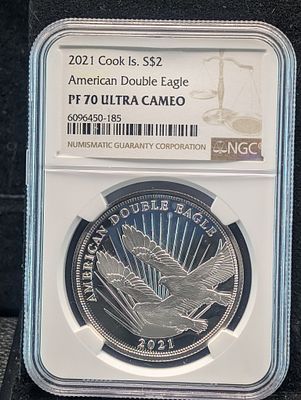 2021 Cook Is. S$2
American Double Eagle
PF 70 ULTRA CAMEO
6096450-185
NUMISMATIC GUARANTY CORPORATION
NGC
AMERICAN DOUBLE EAGLE
2021